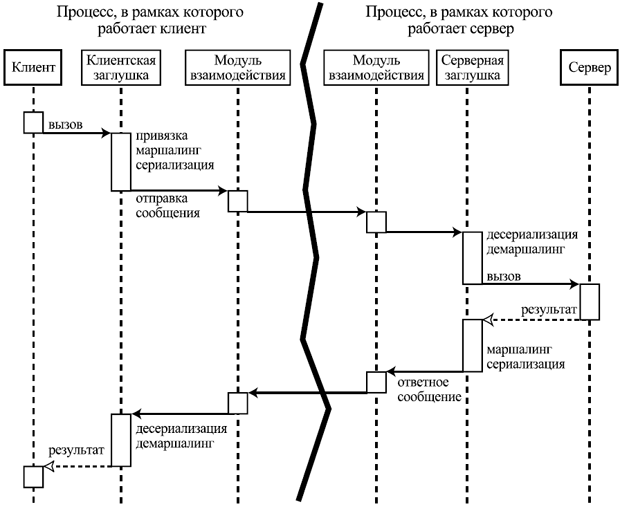 Процесс, в рамках которого
работает клиент
Процесс, в рамках которого
работает сервер
Клиент
Клиентская
заглушка
Модуль
взаимодействия
Модуль
взаимодействия
Серверная
заглушка
Сервер
вызов
привязка
маршалинг
сериализация
отправка
сообщения
десериализация
демаршалинг
вызов
результат
маршалинг
сериализация
ответное
сообщение
десериализация
демаршалинг
результат